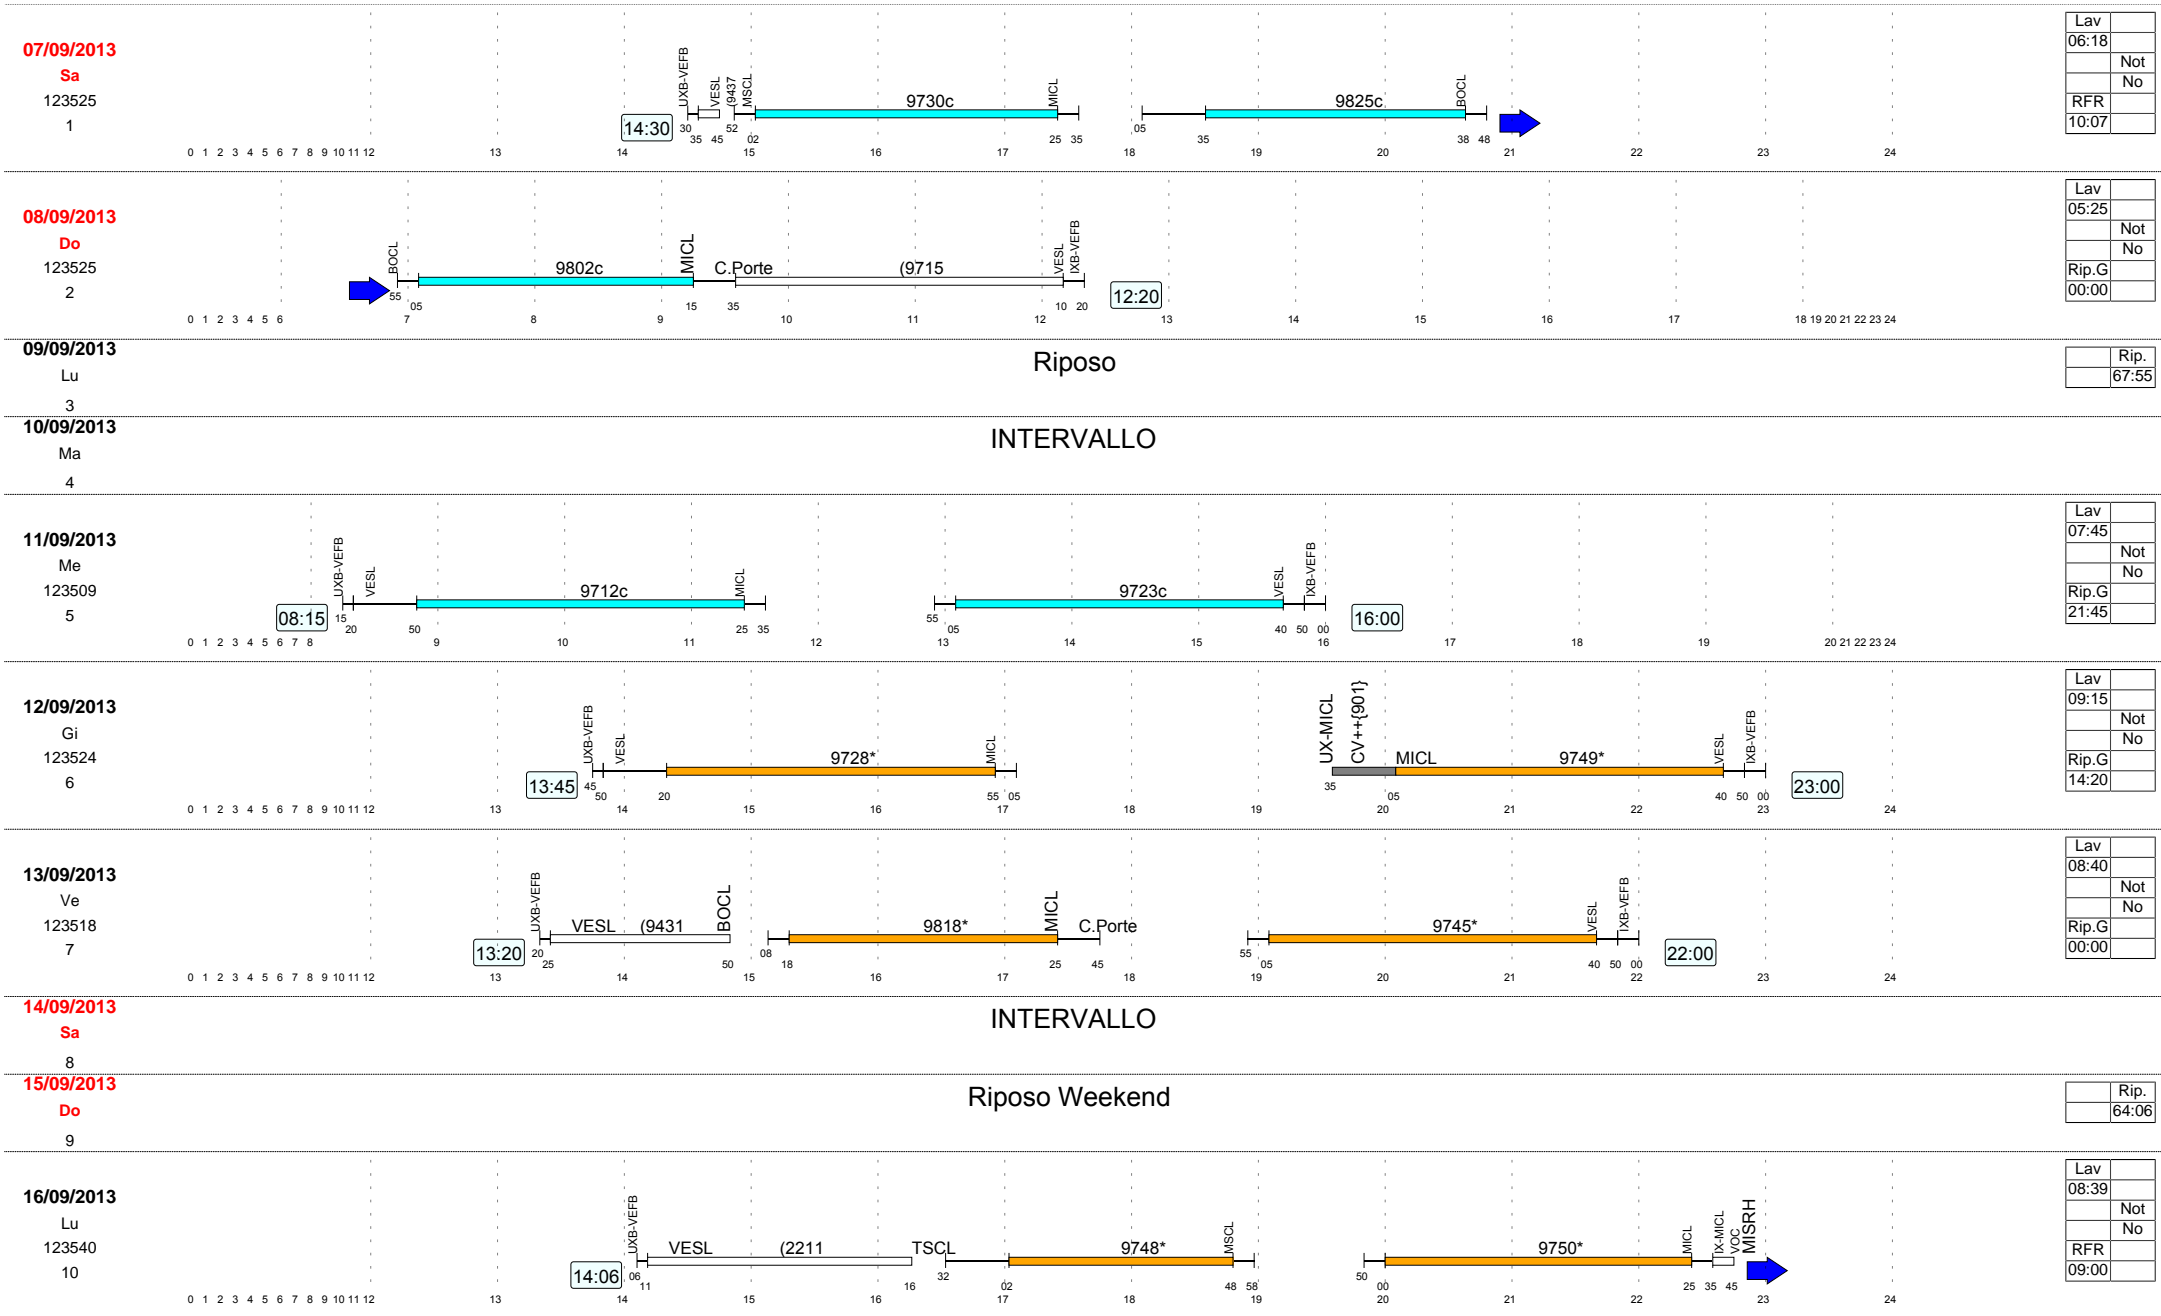 07/09/2013
Sa
123525
1
14:30
UXB-VEFB VESL (9437 MSCL 9730c MICL 9825c BOCL
30 35 45 52 02 25 35 05 35 38 48
0 1 2 3 4 5 6 7 8 9 10 11 12 13 14 15 16 17 18 19 20 21 22 23 24
Lav
06:18
Not
No
RFR
10:07
08/09/2013
Do
123525
2
BOCL 9802c MICL C.Porte (9715 VESL IXB-VEFB
55 05 15 35 10 20
12:20
0 1 2 3 4 5 6 7 8 9 10 11 12 13 14 15 16 17 18 19 20 21 22 23 24
Lav
05:25
Not
No
Rip.G
00:00
09/09/2013
Lu
3
Riposo
Rip.
67:55
10/09/2013
Ma
4
INTERVALLO
11/09/2013
Me
123509
5
08:15
UXB-VEFB VESL 9712c MICL 9723c VESL IXB-VEFB
15 20 50 25 35 55 05 40 50 00
16:00
0 1 2 3 4 5 6 7 8 9 10 11 12 13 14 15 16 17 18 19 20 21 22 23 24
Lav
07:45
Not
No
Rip.G
21:45
12/09/2013
Gi
123524
6
13:45
UXB-VEFB VESL 9728* MICL UX-MICL CV++{901} MICL 9749* VESL IXB-VEFB
45 50 20 55 05 35 05 40 50 00
23:00
0 1 2 3 4 5 6 7 8 9 10 11 12 13 14 15 16 17 18 19 20 21 22 23 24
Lav
09:15
Not
No
Rip.G
14:20
13/09/2013
Ve
123518
7
13:20
UXB-VEFB VESL (9431 BOCL 9818* MICL C.Porte 9745* VESL IXB-VEFB
20 25 50 08 18 25 45 55 05 40 50 00
22:00
0 1 2 3 4 5 6 7 8 9 10 11 12 13 14 15 16 17 18 19 20 21 22 23 24
Lav
08:40
Not
No
Rip.G
00:00
14/09/2013
Sa
8
INTERVALLO
15/09/2013
Do
9
Riposo Weekend
Rip.
64:06
16/09/2013
Lu
123540
10
14:06
UXB-VEFB VESL (2211 TSCL 9748* MSCL 9750* MICL IX-MICL VOC MISRH
06 11 16 32 02 48 58 50 00 25 35 45
0 1 2 3 4 5 6 7 8 9 10 11 12 13 14 15 16 17 18 19 20 21 22 23 24
Lav
08:39
Not
No
RFR
09:00